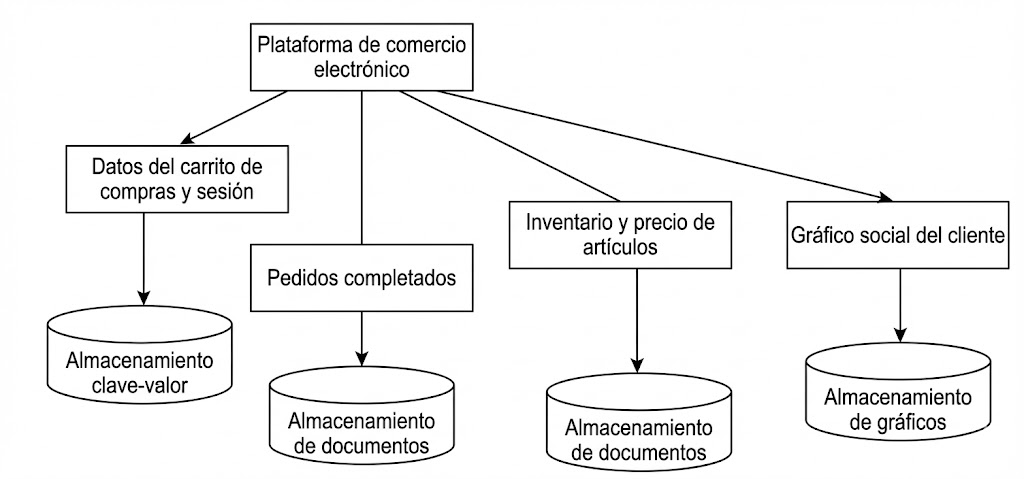 Plataforma de comercio
electrónico
Datos del carrito de
compras y sesión
Inventario y precio de
artículos
Gráfico social del cliente
Pedidos completados
Almacenamiento
clave-valor
Almacenamiento
de documentos
Almacenamiento
de documentos
Almacenamiento
de gráficos